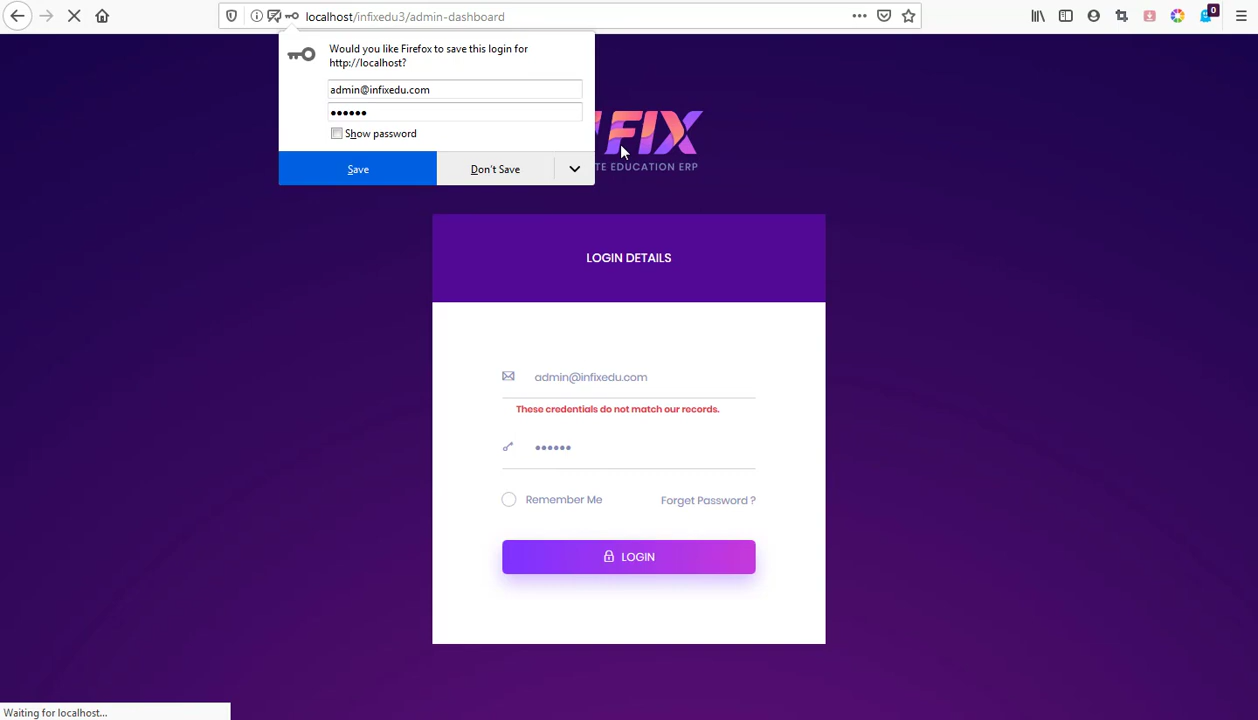 localhost/infixedu3/admin-dashboard
0
Would you like Firefox to save this login for
http://localhost?
admin@infixedu.com
••••••
Show password
Save
Don't Save
FIX
TE EDUCATION ERP
LOGIN DETAILS
admin@infixedu.com
These credentials do not match our records.
••••••
Remember Me
Forget Password ?
LOGIN
Waiting for localhost...